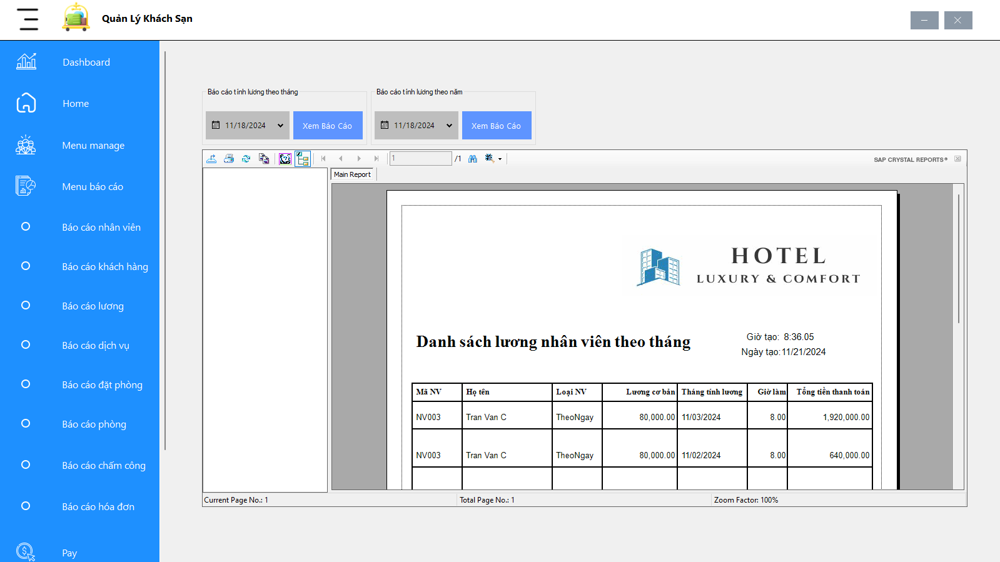 Quản Lý Khách Sạn
Dashboard
Home
Menu manage
Menu báo cáo
Báo cáo nhân viên
Báo cáo khách hàng
Báo cáo lương
Báo cáo dịch vụ
Báo cáo đặt phòng
Báo cáo phòng
Báo cáo chấm công
Báo cáo hóa đơn
Pay
Báo cáo tính lương theo tháng
11/18/2024
Xem Báo Cáo
Báo cáo tính lương theo năm
11/18/2024
Xem Báo Cáo
1 /1
SAP CRYSTAL REPORTS®
Main Report
HOTEL
LUXURY & COMFORT
Danh sách lương nhân viên theo tháng
Giờ tạo: 8:36.05
Ngày tạo: 11/21/2024
Mã NV Họ tên Loại NV Lương cơ bản Tháng tính lương Giờ làm Tổng tiền thanh toán
NV003 Tran Van C TheoNgay 80,000.00 11/03/2024 8.00 1,920,000.00
NV003 Tran Van C TheoNgay 80,000.00 11/02/2024 8.00 640,000.00
Current Page No.: 1 Total Page No.: 1 Zoom Factor: 100%